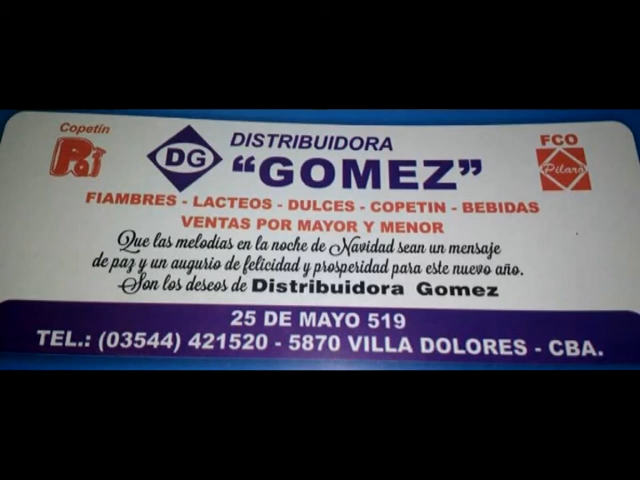 Copetín
DISTRIBUIDORA
FCO
DG
"GOMEZ"
Pitaro
FIAMBRES - LACTEOS - DULCES - COPETIN - BEBIDAS
VENTAS POR MAYOR Y MENOR
Que las melodias en la noche de Navidad sean un mensaje
de paz y un augurio de felicidad y prosperidad para este nuevo año.
Son los deseos de Distribuidora Gomez
25 DE MAYO 519
TEL.: (03544) 421520 - 5870 VILLA DOLORES - CBA.